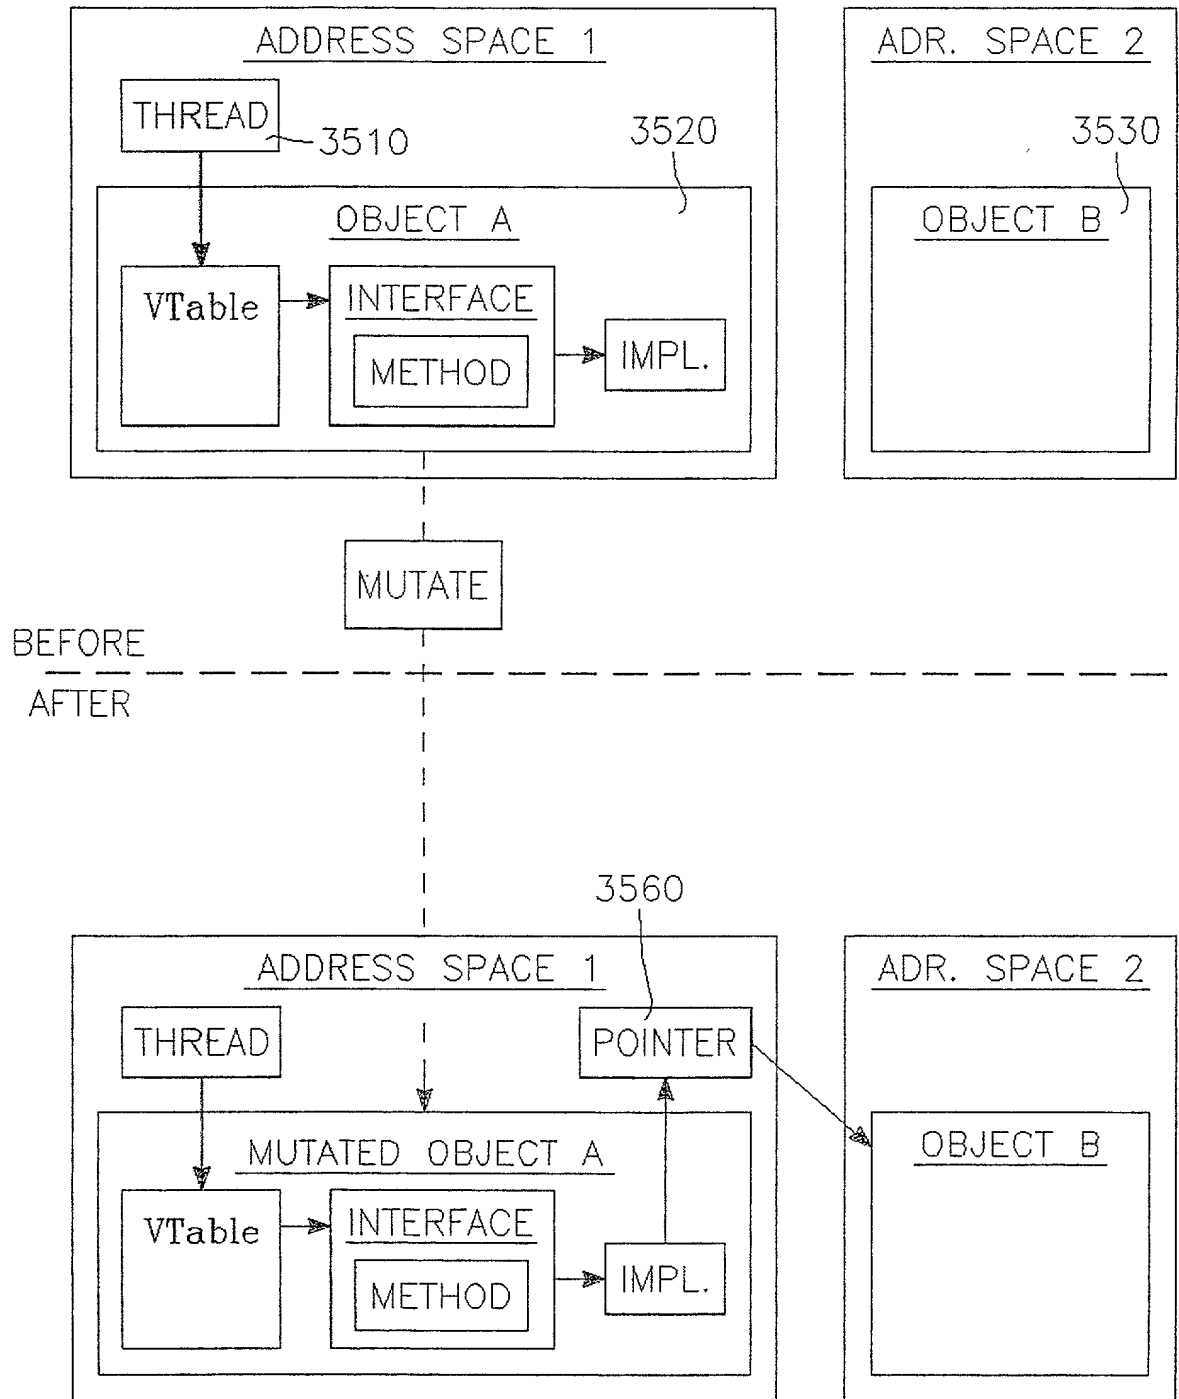 ADDRESS SPACE 1
ADR. SPACE 2
THREAD
3510
3520
3530
OBJECT A
OBJECT B
VTable
INTERFACE
METHOD
IMPL.
MUTATE
BEFORE
AFTER
3560
ADDRESS SPACE 1
ADR. SPACE 2
THREAD
POINTER
MUTATED OBJECT A
OBJECT B
VTable
INTERFACE
METHOD
IMPL.